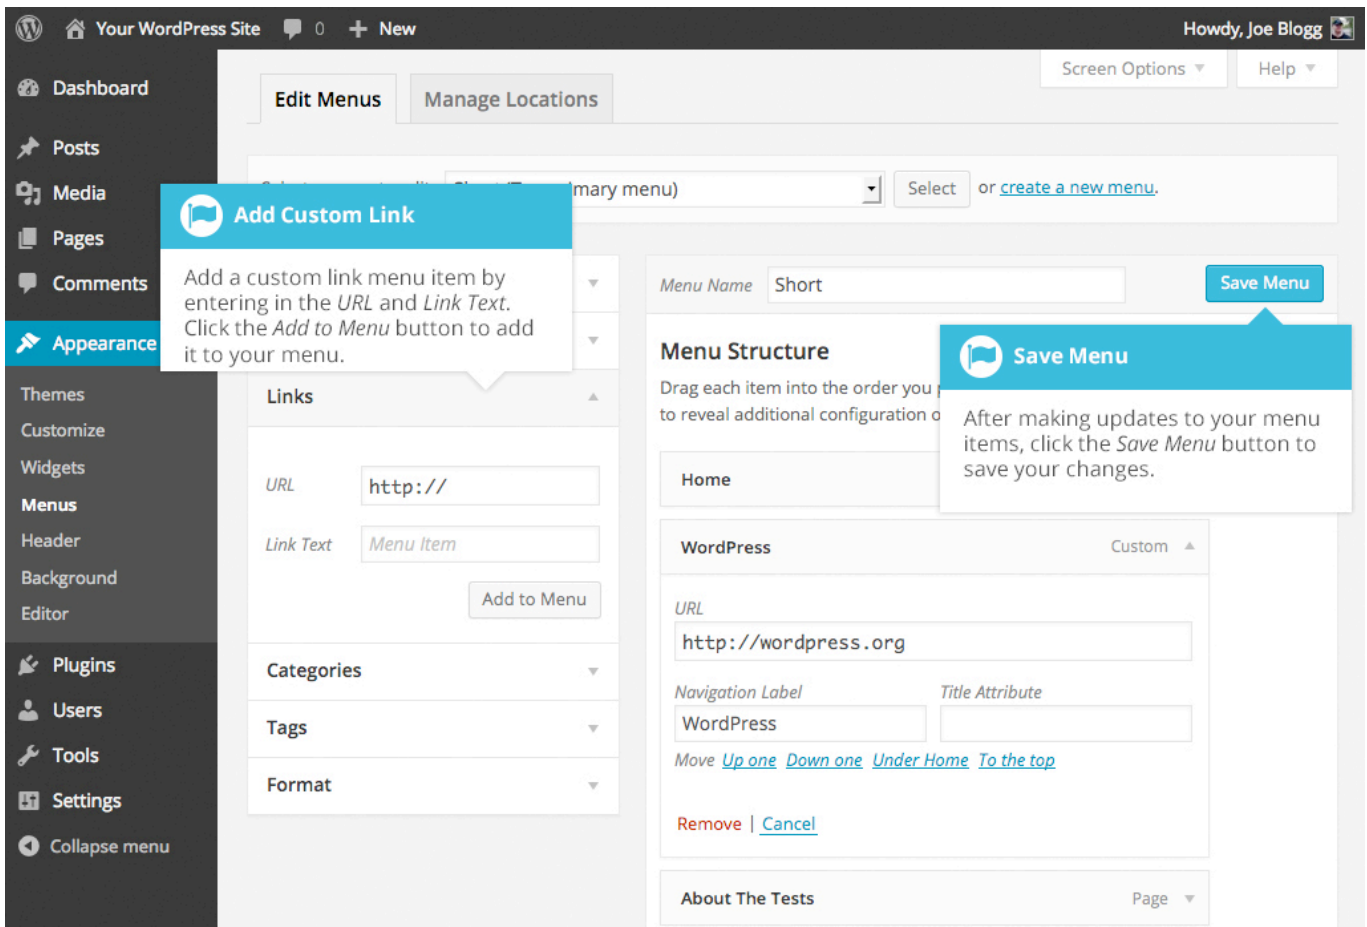 Your WordPress Site 0 New Howdy, Joe Blogg
Screen Options Help
Dashboard
Posts
Media
Pages
Comments
Appearance
Themes
Customize
Widgets
Menus
Header
Background
Editor
Plugins
Users
Tools
Settings
Collapse menu
Edit Menus Manage Locations
menu) Select or create a new menu.
Add Custom Link
Add a custom link menu item by
entering in the URL and Link Text.
Click the Add to Menu button to add
it to your menu.
Links
URL http://
Link Text Menu Item
Add to Menu
Categories
Tags
Format
Menu Name Short Save Menu
Menu Structure
Drag each item into the order you
to reveal additional configuration
Save Menu
After making updates to your menu
items, click the Save Menu button to
save your changes.
Home
WordPress Custom
URL
http://wordpress.org
Navigation Label Title Attribute
WordPress
Move Up one Down one Under Home To the top
Remove | Cancel
About The Tests Page